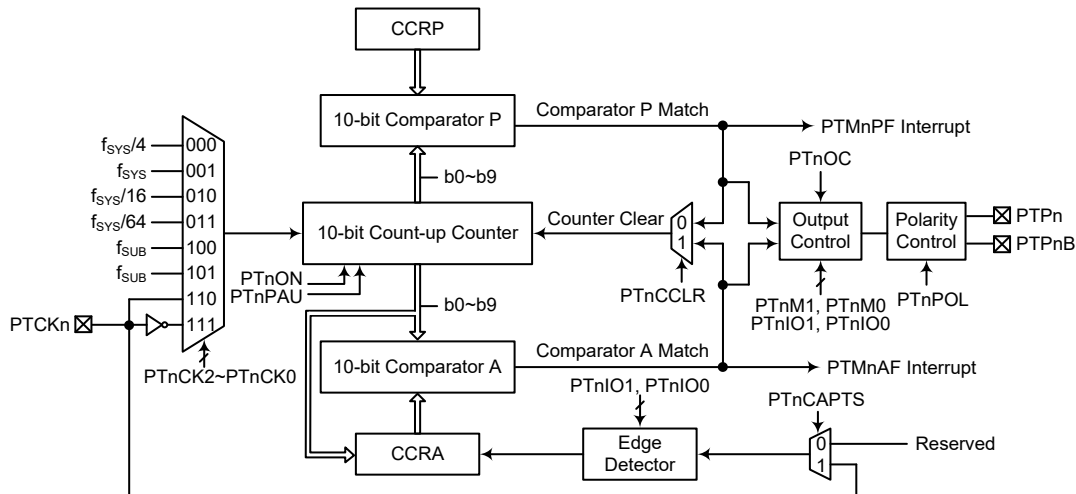 CCRP
10-bit Comparator P
Comparator P Match
PTMnPF Interrupt
b0~b9
PTnOC
fSYS/4
000
fSYS
001
fSYS/16
010
fSYS/64
011
fSUB
100
fSUB
101
110
111
PTCKn
PTnCK2~PTnCK0
10-bit Count-up Counter
PTnON
PTnPAU
Counter Clear
0
1
PTnCCLR
Output
Control
PTnM1, PTnM0
PTnIO1, PTnIO0
Polarity
Control
PTnPOL
PTPn
PTPnB
b0~b9
10-bit Comparator A
Comparator A Match
PTMnAF Interrupt
PTnIO1, PTnIO0
PTnCAPTS
CCRA
Edge
Detector
0
1
Reserved